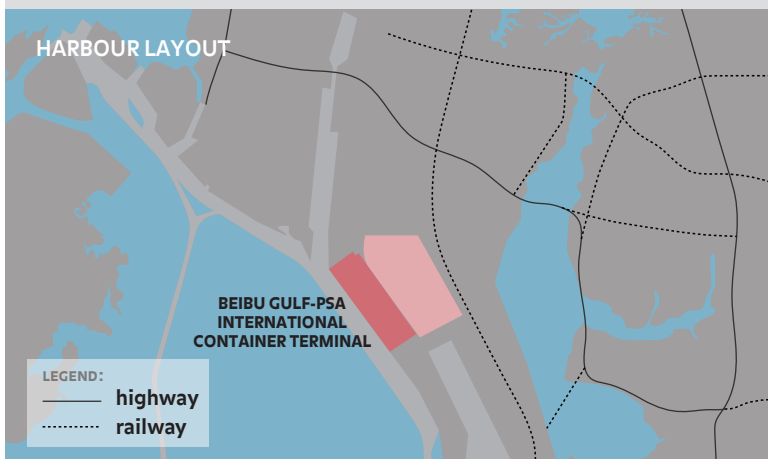 HARBOUR LAYOUT
BEIBU GULF-PSA
INTERNATIONAL
CONTAINER TERMINAL
LEGEND:
highway
railway